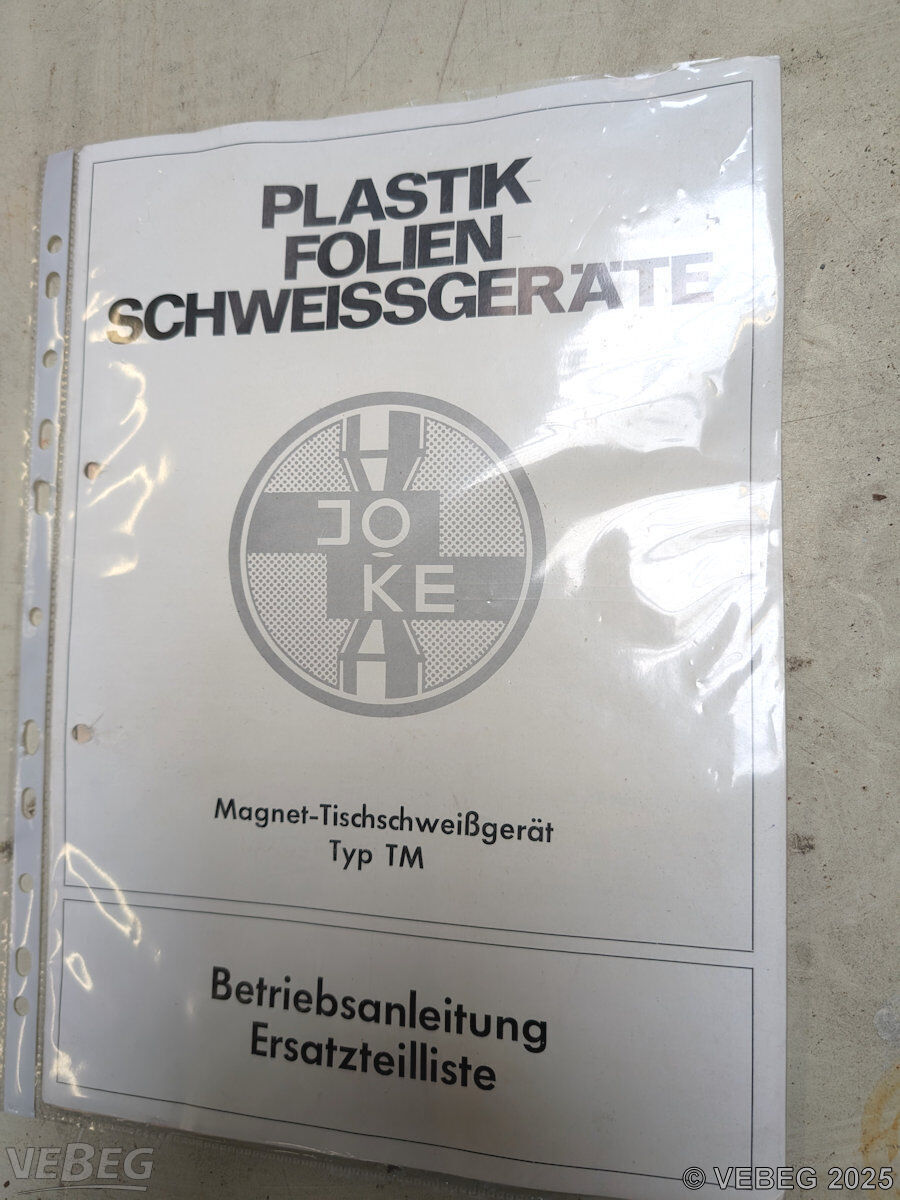 PLASTIK
FOLIEN
SCHWEISSGERÄTE
JO
KE
Magnet-Tischschweißgerät
Typ TM
Betriebsanleitung
Ersatzteilliste
VEBEG
© VEBEG 2025